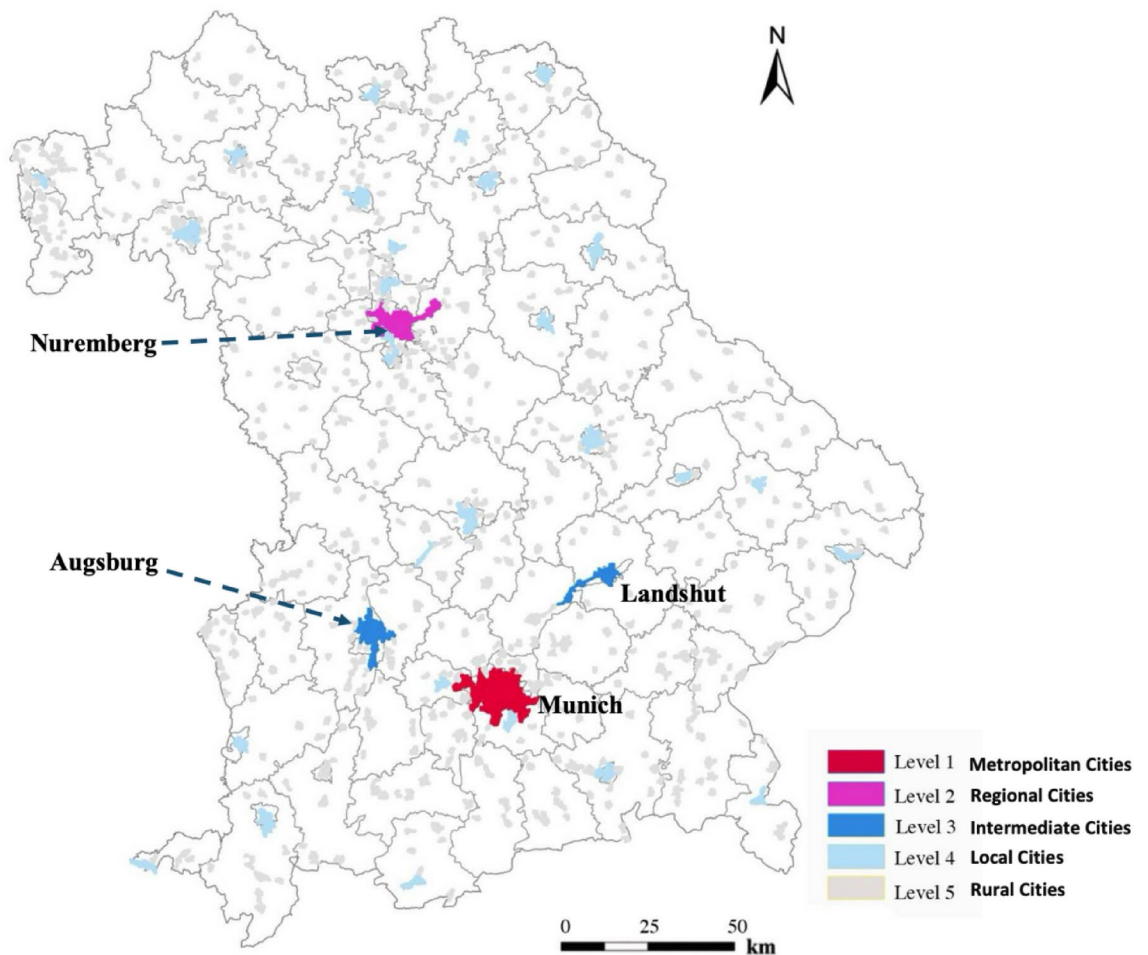 N
Nuremberg
Augsburg
Landshut
Munich
Level 1 Metropolitan Cities
Level 2 Regional Cities
Level 3 Intermediate Cities
Level 4 Local Cities
Level 5 Rural Cities
0 25 50
km